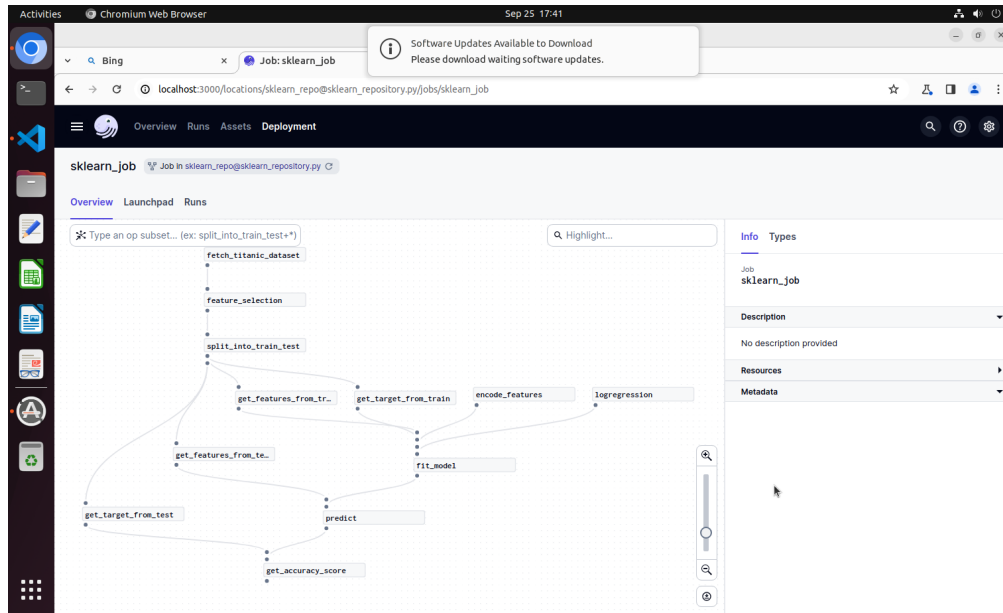 Activities
Chromium Web Browser
Sep 25 17:41
Software Updates Available to Download
Please download waiting software updates.
Bing
Job: sklearn_job
localhost:3000/locations/sklearn_repo@sklearn_repository.py/jobs/sklearn_job
Overview Runs Assets Deployment
sklearn_job
Job in sklearn_repo@sklearn_repository.py
Overview Launchpad Runs
Type an op subset... (ex: split_into_train_test+*)
Highlight...
Info Types
fetch_titanic_dataset
Job
sklearn_job
feature_selection
Description
split_into_train_test
No description provided
Resources
Metadata
get_features_from_tr…
get_target_from_train
encode_features
logregression
get_features_from_te…
fit_model
get_target_from_test
predict
get_accuracy_score